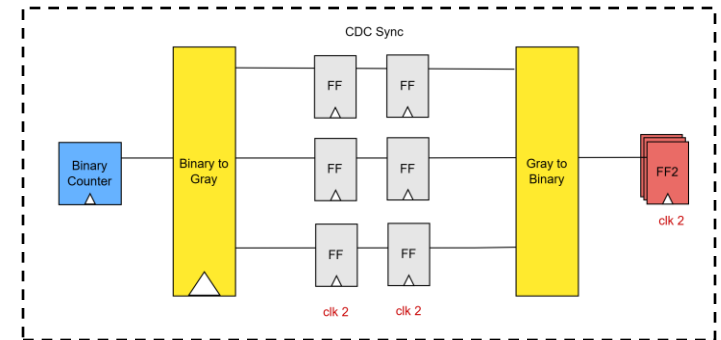 CDC Sync
Binary
Counter
Binary to
Gray
FF
FF
FF
FF
FF
FF
Gray to
Binary
FF2
clk 2
clk 2
clk 2